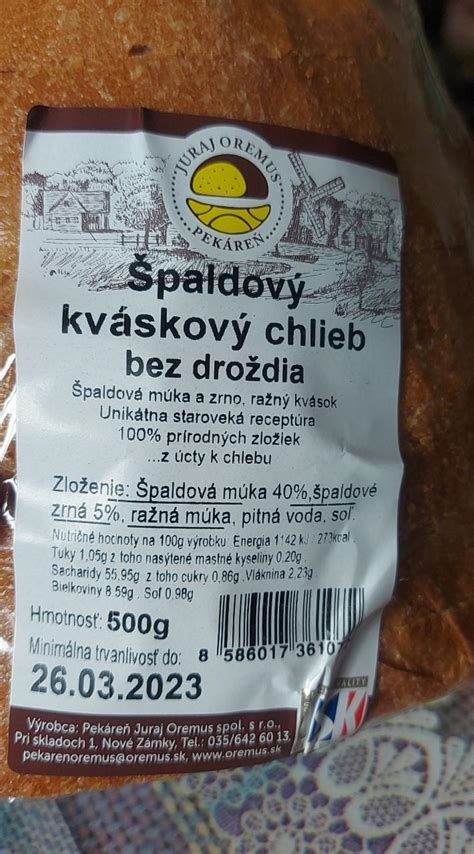 JURAJ OREMUS
PEKÁREŇ
Špaldový
kváskový chlieb
bez droždia
Špaldová múka a zrno, ražný kvások
Unikátna staroveká receptúra
100% prírodných zložiek
...z úcty k chlebu
Zloženie: Špaldová múka 40%,špaldové
zrná 5%, ražná múka, pitná voda, soľ.
Nutričné hodnoty na 100g výrobku Energia 1142 kJ / 273kcal
Tuky 1,05g z toho nasýtené mastné kyseliny 0.20g
Sacharidy 55,95g z toho cukry 0,86g .Vláknina 2,23g
Bielkoviny 8.59g . Soľ 0,98g
Hmotnosť: 500g
Minimálna trvanlivosť do:
8 586017 36107
26.03.2023
QUALITY
SK
Výrobca: Pekáreň Juraj Oremus spol. s r.o.,
Pri skladoch 1, Nové Zámky, Tel.: 035/642 60 13,
pekarenoremus@oremus.sk, www.oremus.sk